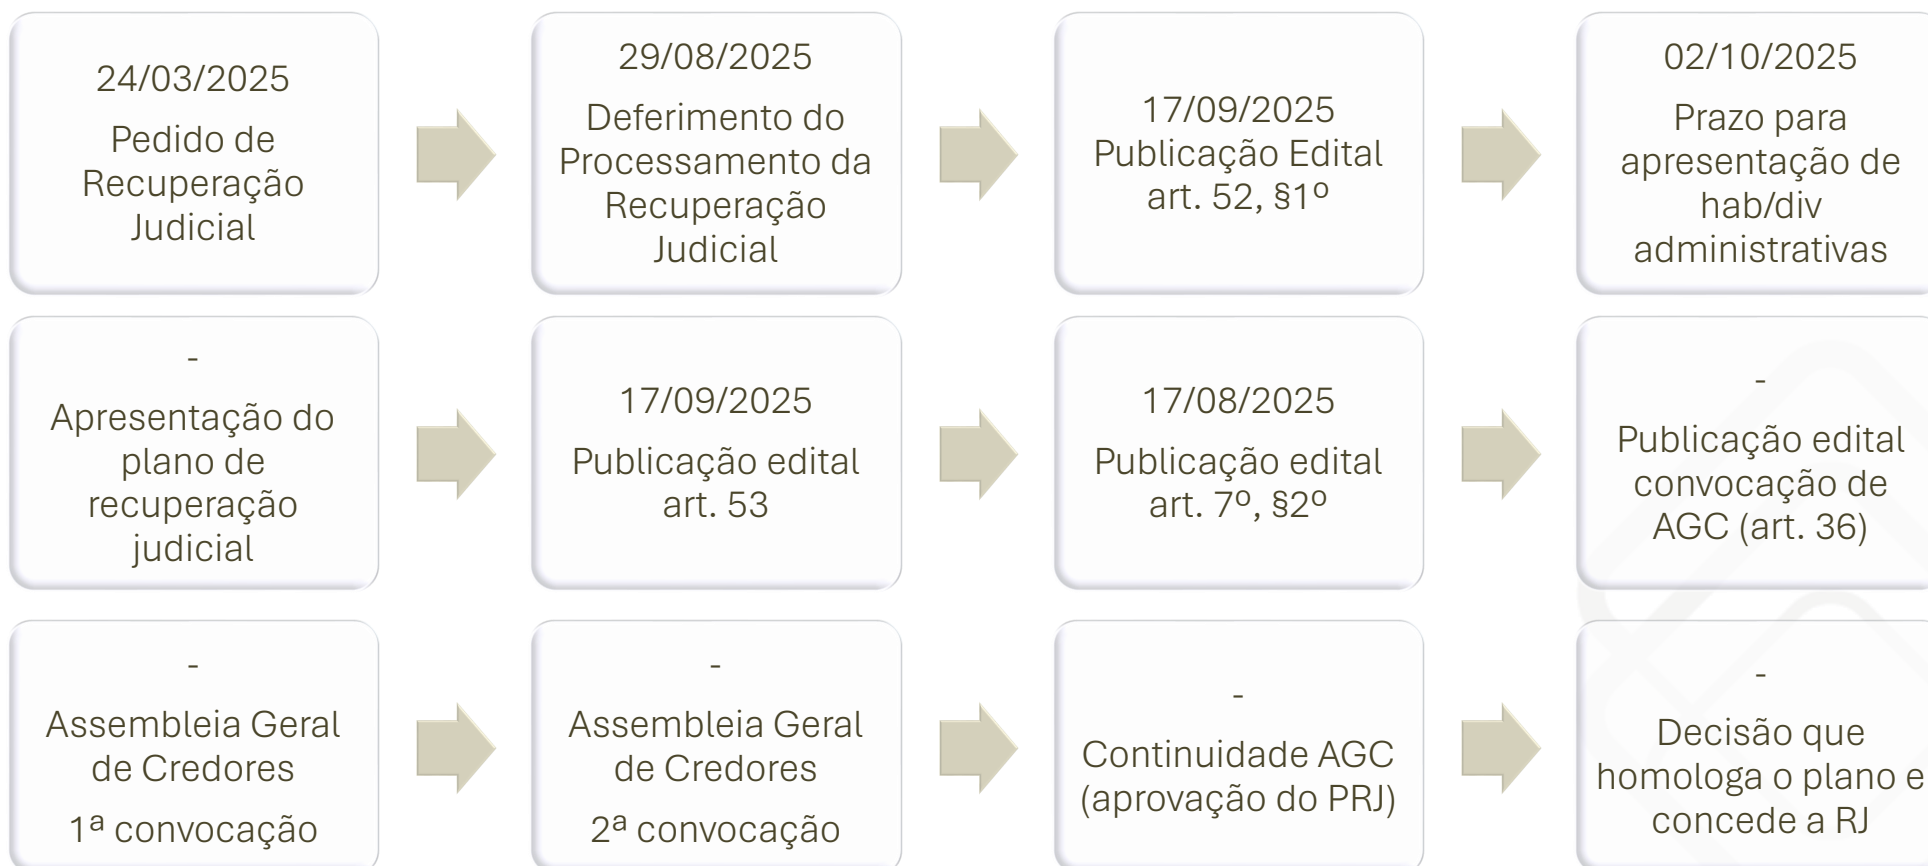 24/03/2025
Pedido de
Recuperação
Judicial
29/08/2025
Deferimento do
Processamento da
Recuperação
Judicial
17/09/2025
Publicação Edital
art. 52, §1º
02/10/2025
Prazo para
apresentação de
hab/div
administrativas
-
Apresentação do
plano de
recuperação
judicial
17/09/2025
Publicação edital
art. 53
17/08/2025
Publicação edital
art. 7º, §2º
-
Publicação edital
convocação de
AGC (art. 36)
-
Assembleia Geral
de Credores
1ª convocação
-
Assembleia Geral
de Credores
2ª convocação
-
Continuidade AGC
(aprovação do PRJ)
-
Decisão que
homologa o plano e
concede a RJ